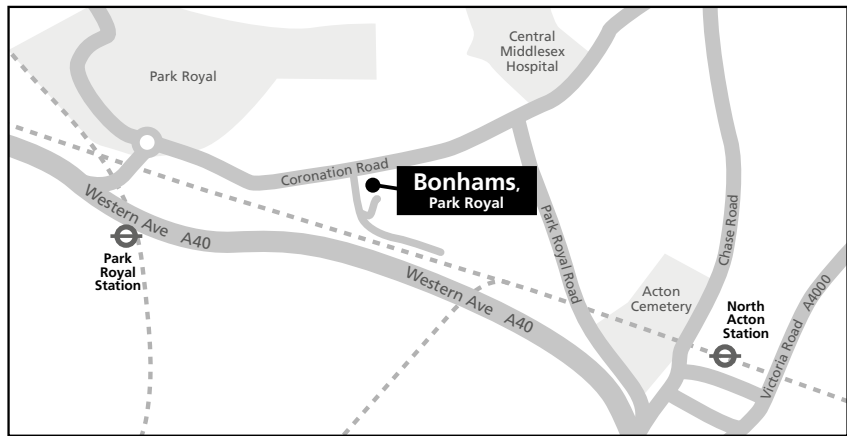 Central
Middlesex
Hospital
Park Royal
Coronation Road
Bonhams,
Park Royal
Western Ave A40
Park
Royal
Station
Western Ave A40
Park Royal Road
Chase Road
Acton
Cemetery
North
Acton
Station
Victoria Road A4000